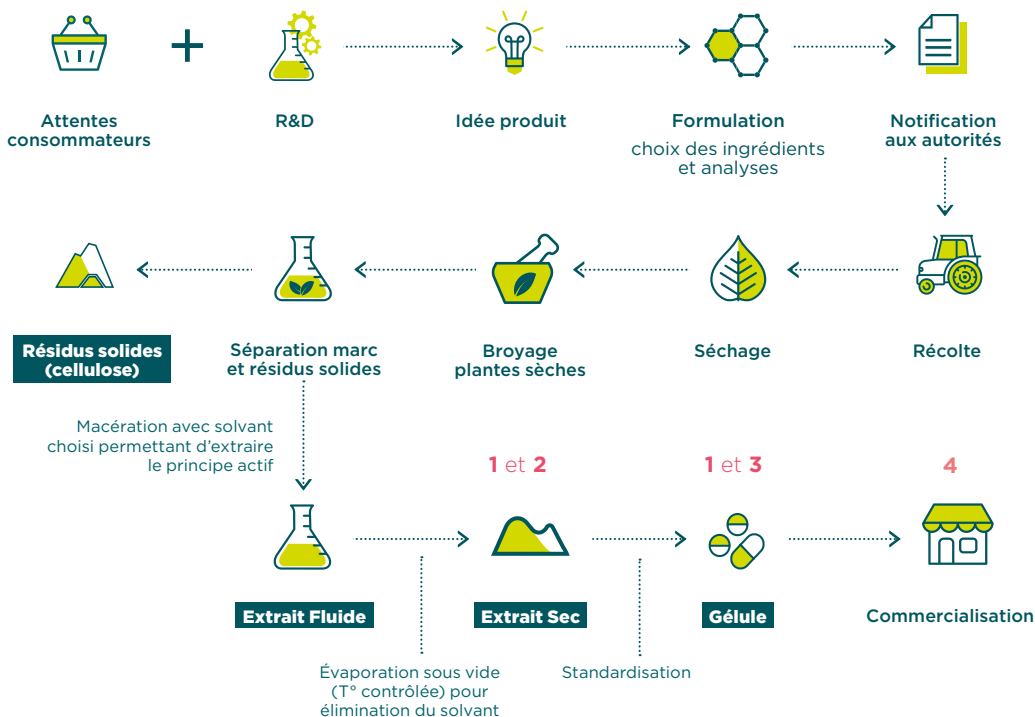 Attentes
consommateurs
R&D
Idée produit
Formulation
choix des ingrédients
et analyses
Notification
aux autorités
Résidus solides
(cellulose)
Séparation marc
et résidus solides
Broyage
plantes sèches
Séchage
Récolte
Macération avec solvant
choisi permettant d'extraire
le principe actif
1 et 2
1 et 3
4
Extrait Fluide
Extrait Sec
Gélule
Commercialisation
Évaporation sous vide
(T° contrôlée) pour
élimination du solvant
Standardisation